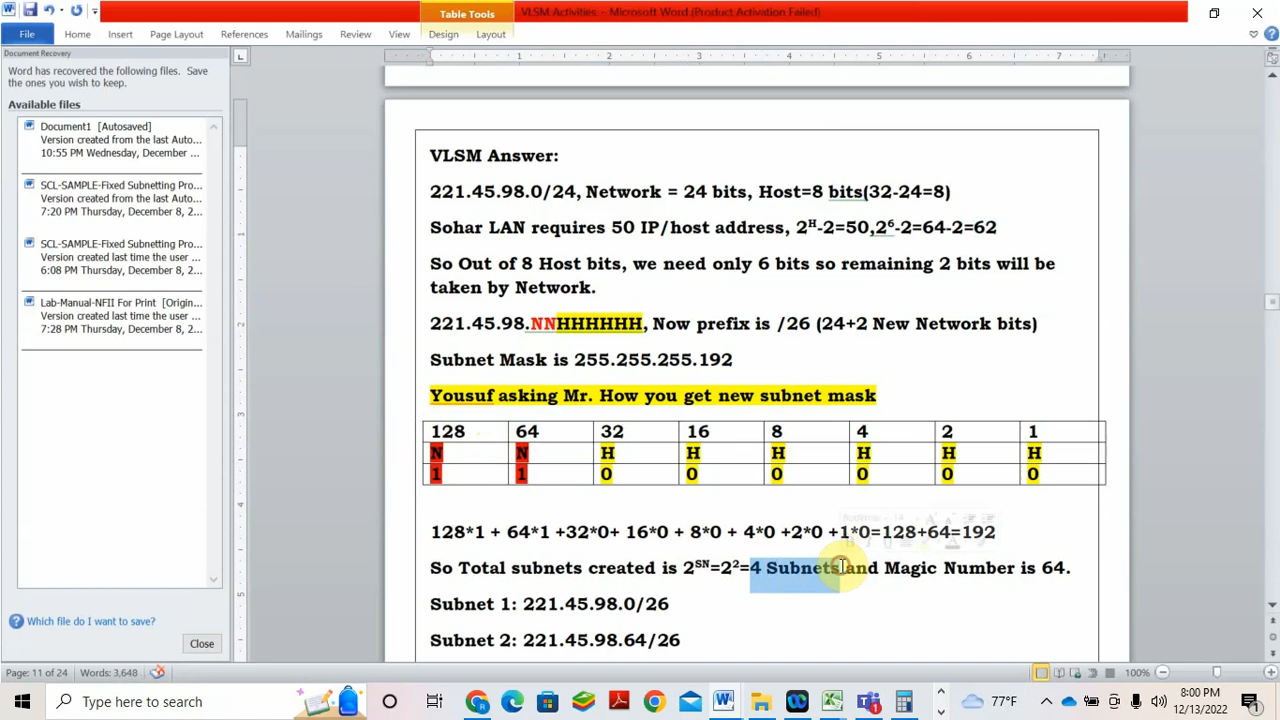 Table Tools
VLSM Activities - Microsoft Word (Product Activation Failed)
File Home Insert Page Layout References Mailings Review View Design Layout
Document Recovery
Word has recovered the following files. Save
the ones you wish to keep.
Available files
Document1 [Autosaved]
Version created from the last Auto...
10:55 PM Wednesday, December ...
SCL-SAMPLE-Fixed Subnetting Pro...
Version created from the last Auto...
7:20 PM Thursday, December 8, 2...
SCL-SAMPLE-Fixed Subnetting Pro...
Version created last time the user ...
6:08 PM Thursday, December 8, 2...
Lab-Manual-NFII For Print [Origin...
Version created last time the user ...
7:28 PM Thursday, December 8, 2...
Which file do I want to save?
Close
1 2 3 4 5 6 7
VLSM Answer:
221.45.98.0/24, Network = 24 bits, Host=8 bits(32-24=8)
Sohar LAN requires 50 IP/host address, 2ᴴ-2=50,2⁶-2=64-2=62
So Out of 8 Host bits, we need only 6 bits so remaining 2 bits will be
taken by Network.
221.45.98.NNHHHHHH, Now prefix is /26 (24+2 New Network bits)
Subnet Mask is 255.255.255.192
Yousuf asking Mr. How you get new subnet mask
128 64 32 16 8 4 2 1
N N H H H H H H
1 1 0 0 0 0 0 0
128*1 + 64*1 +32*0+ 16*0 + 8*0 + 4*0 +2*0 +1*0=128+64=192
So Total subnets created is 2ˢᴺ=2²=4 Subnets and Magic Number is 64.
Subnet 1: 221.45.98.0/26
Subnet 2: 221.45.98.64/26
Page: 11 of 24 Words: 3,648
100%
Type here to search
77°F
8:00 PM
12/13/2022